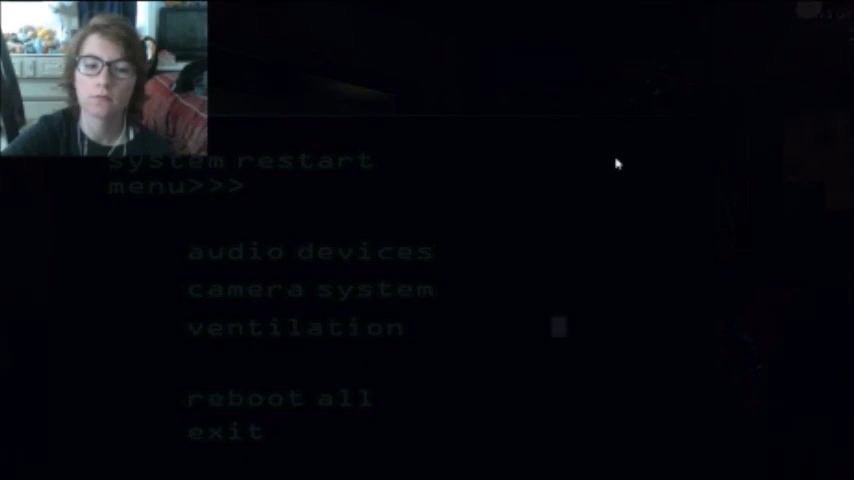 system restart
menu>>>
audio devices
camera system
ventilation
reboot all
exit